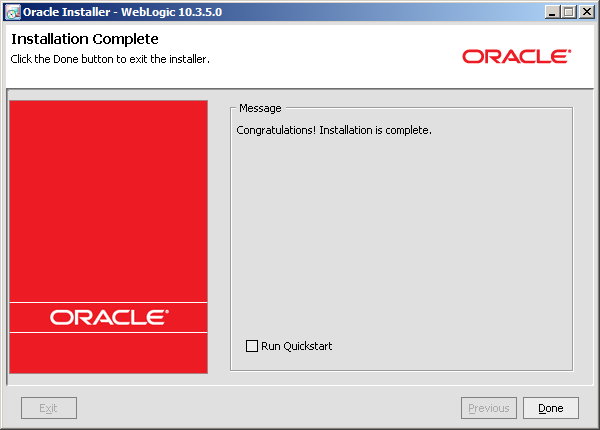 Oracle Installer - WebLogic 10.3.5.0
Installation Complete
Click the Done button to exit the installer.
ORACLE®
Message
Congratulations! Installation is complete.
ORACLE®
Run Quickstart
Exit
Previous
Done